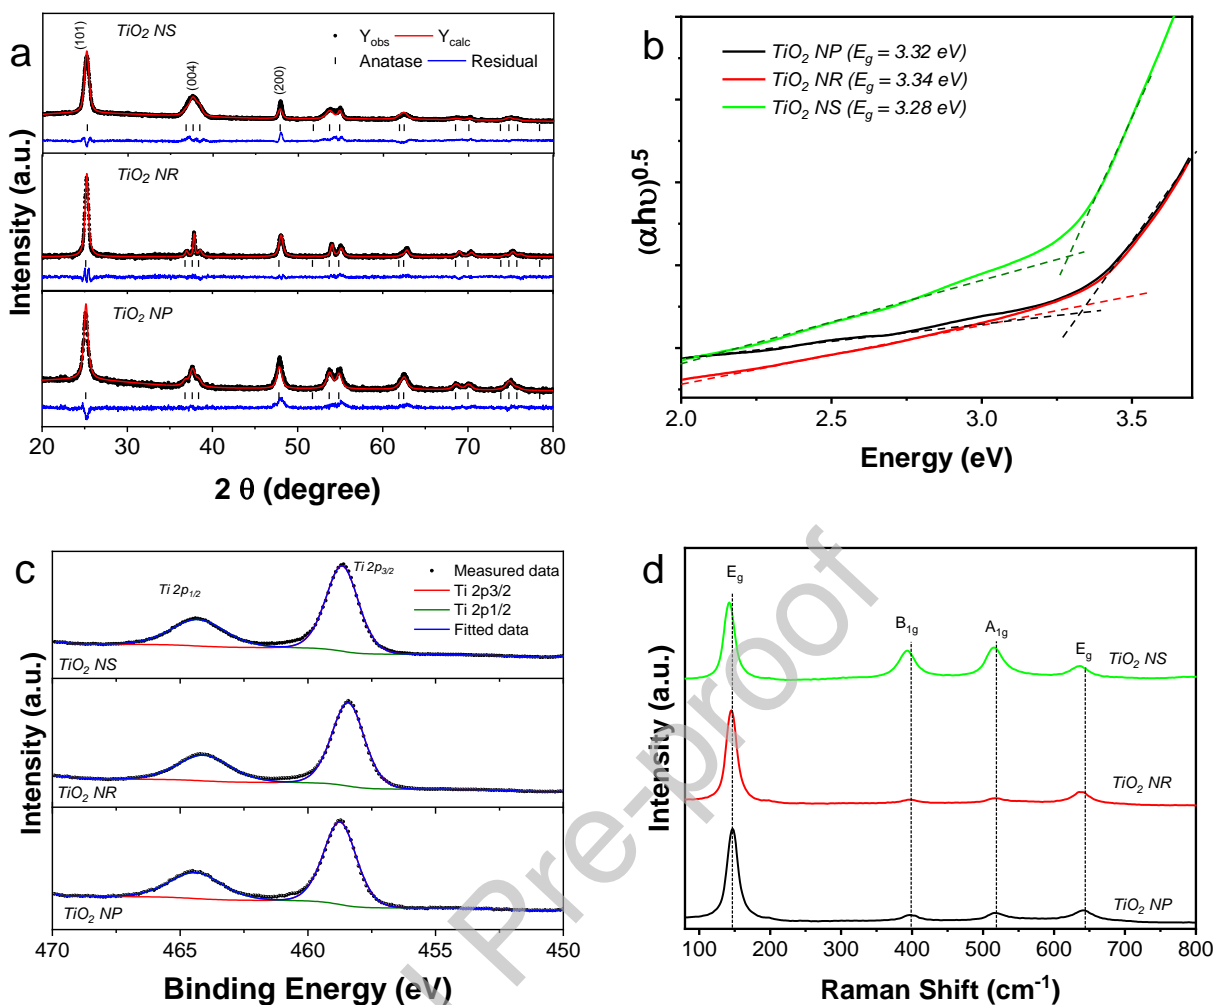 a
TiO2 NS
(101)
(004)
(200)
Yobs Ycalc
Anatase Residual
TiO2 NR
TiO2 NP
Intensity (a.u.)
20 30 40 50 60 70 80
2 θ (degree)
b
TiO2 NP (Eg = 3.32 eV)
TiO2 NR (Eg = 3.34 eV)
TiO2 NS (Eg = 3.28 eV)
(αhυ)0.5
2.0 2.5 3.0 3.5
Energy (eV)
c
Ti 2p1/2
Ti 2p3/2
Measured data
Ti 2p3/2
Ti 2p1/2
Fitted data
TiO2 NS
TiO2 NR
TiO2 NP
Intensity (a.u.)
470 465 460 455 450
Binding Energy (eV)
d
Eg
B1g
A1g
Eg
TiO2 NS
TiO2 NR
TiO2 NP
Intensity (a.u.)
100 200 300 400 500 600 700 800
Raman Shift (cm-1)
Pre-proof